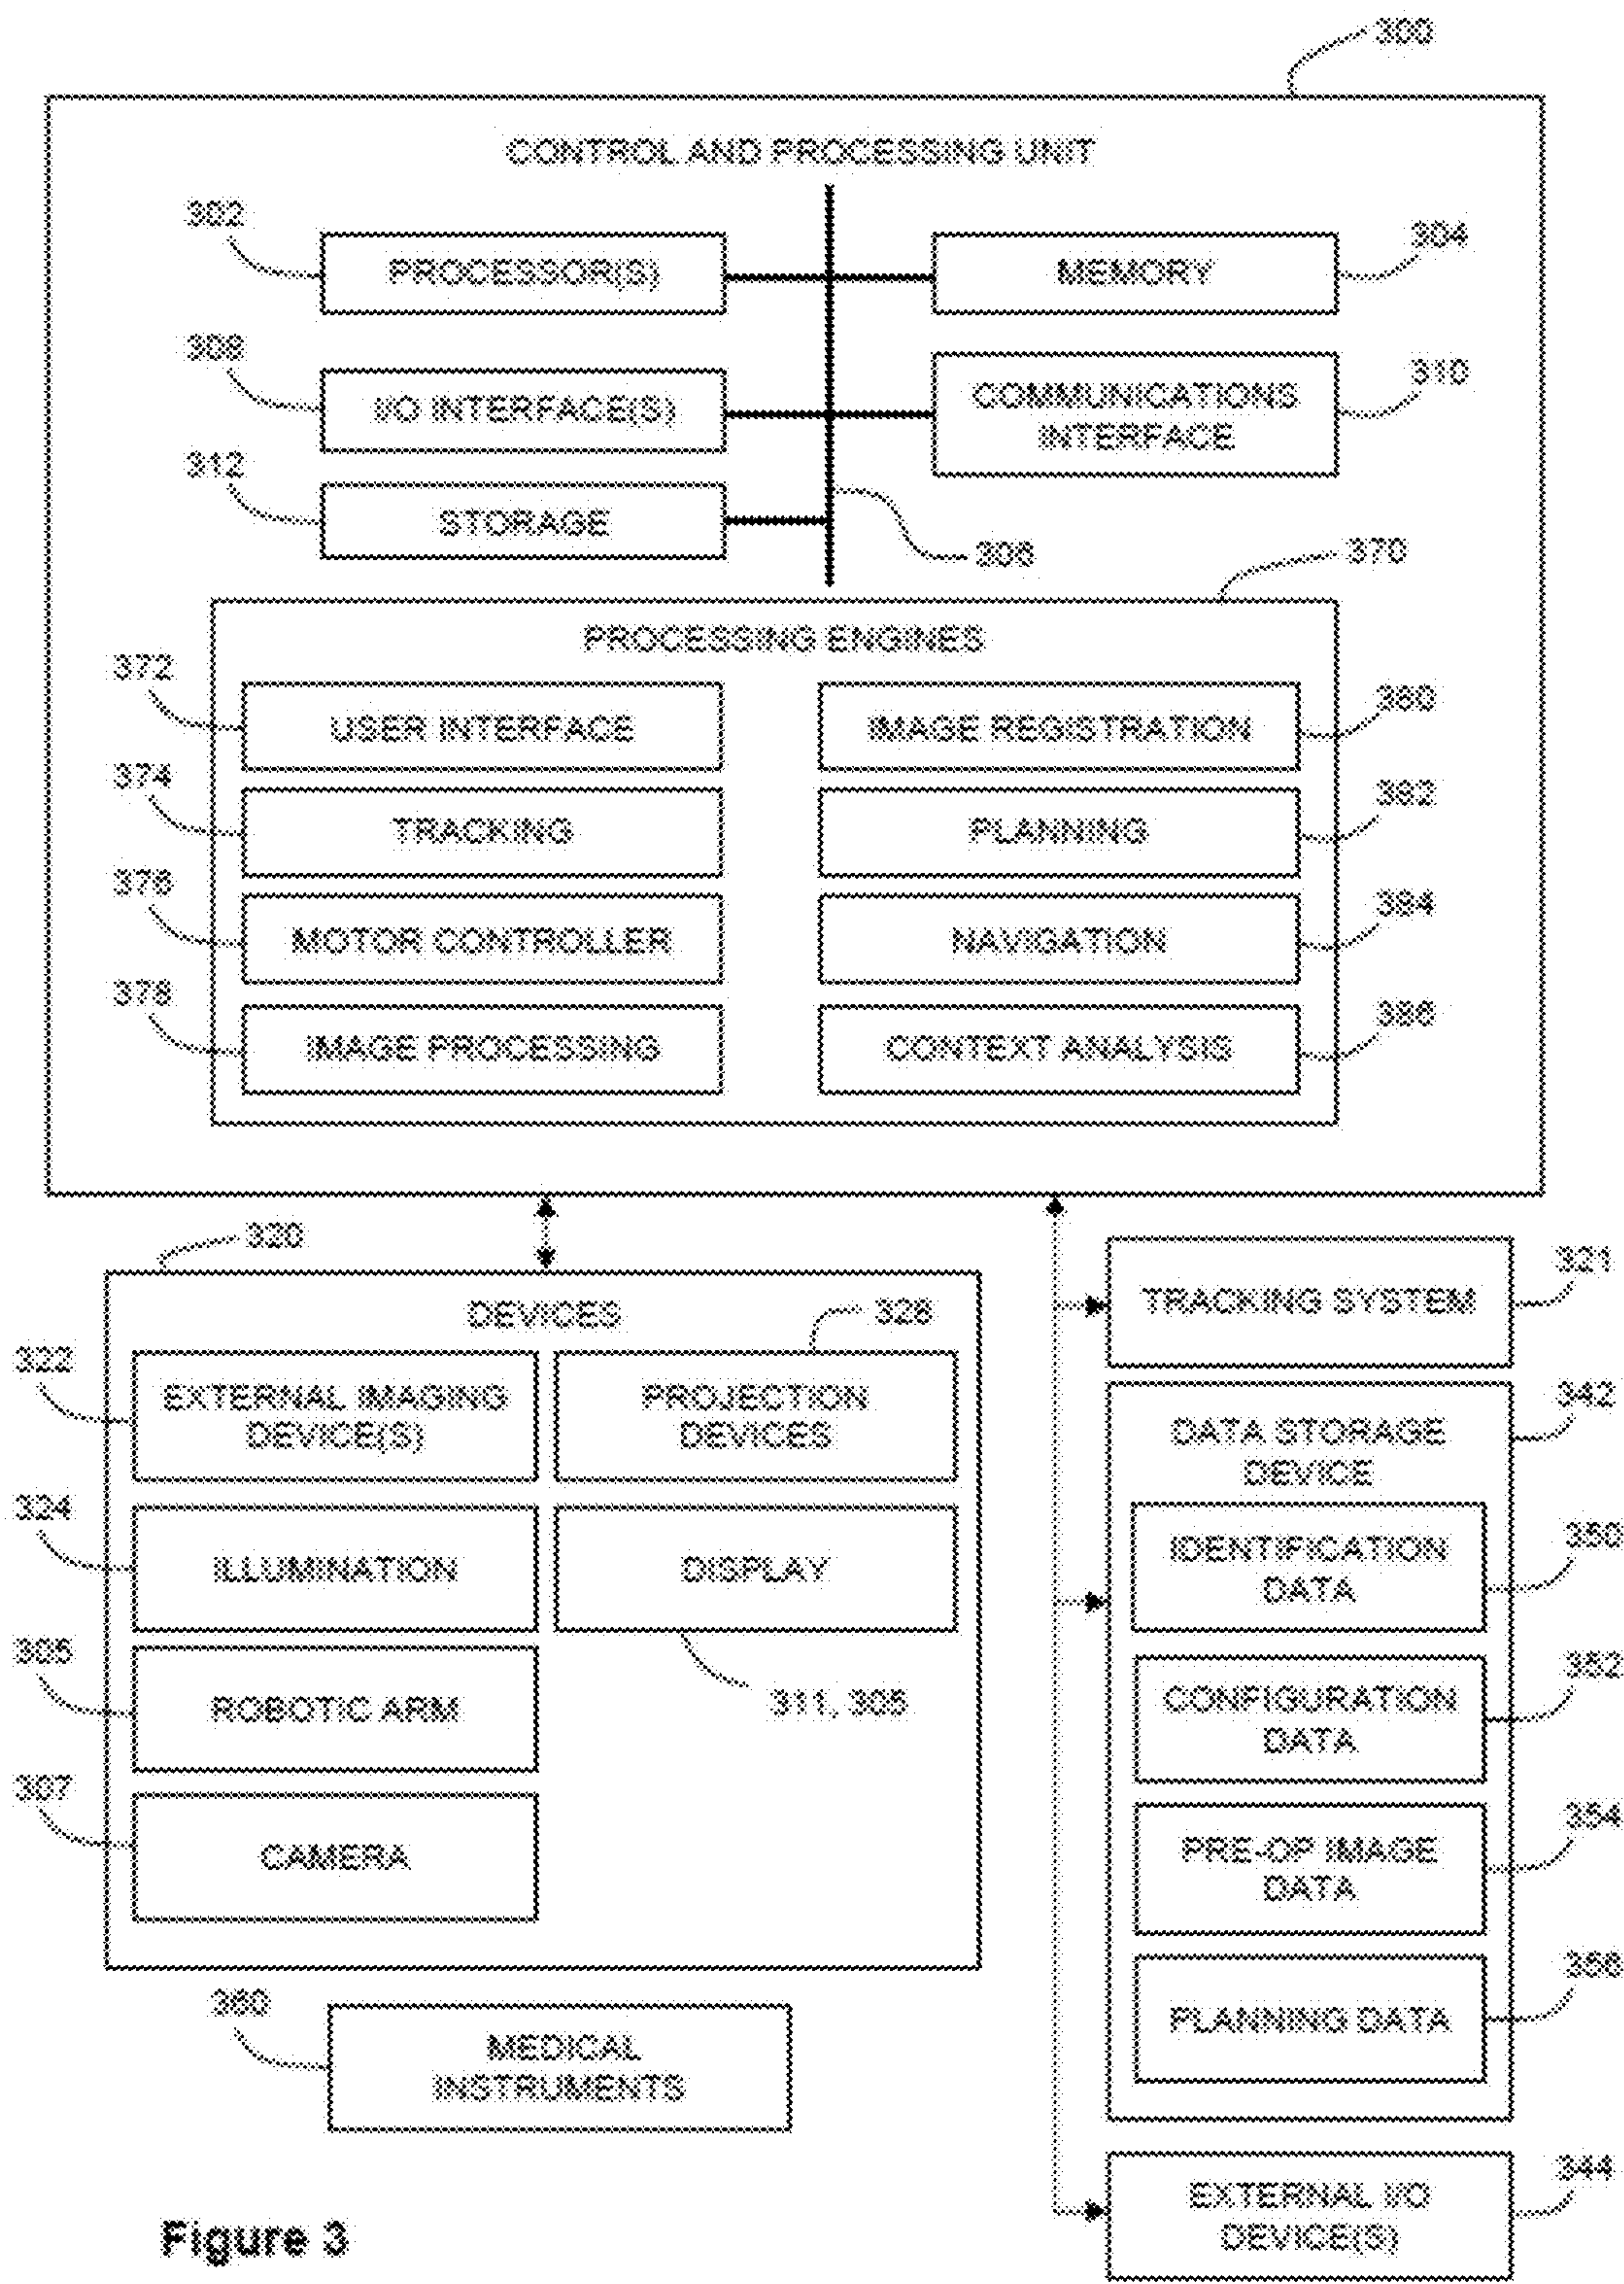 300
CONTROL AND PROCESSING UNIT
302
PROCESSOR(S)
MEMORY
304
308
I/O INTERFACE(S)
COMMUNICATIONS
INTERFACE
310
312
STORAGE
306
370
PROCESSING ENGINES
372
USER INTERFACE
IMAGE REGISTRATION
380
374
TRACKING
PLANNING
382
376
MOTOR CONTROLLER
NAVIGATION
384
378
IMAGE PROCESSING
CONTEXT ANALYSIS
386
320
DEVICES
328
322
EXTERNAL IMAGING
DEVICE(S)
PROJECTION
DEVICES
324
ILLUMINATION
DISPLAY
305
ROBOTIC ARM
311, 305
307
CAMERA
360
MEDICAL
INSTRUMENTS
321
TRACKING SYSTEM
342
DATA STORAGE
DEVICE
350
IDENTIFICATION
DATA
352
CONFIGURATION
DATA
354
PRE-OP IMAGE
DATA
356
PLANNING DATA
344
EXTERNAL I/O
DEVICE(S)
Figure 3